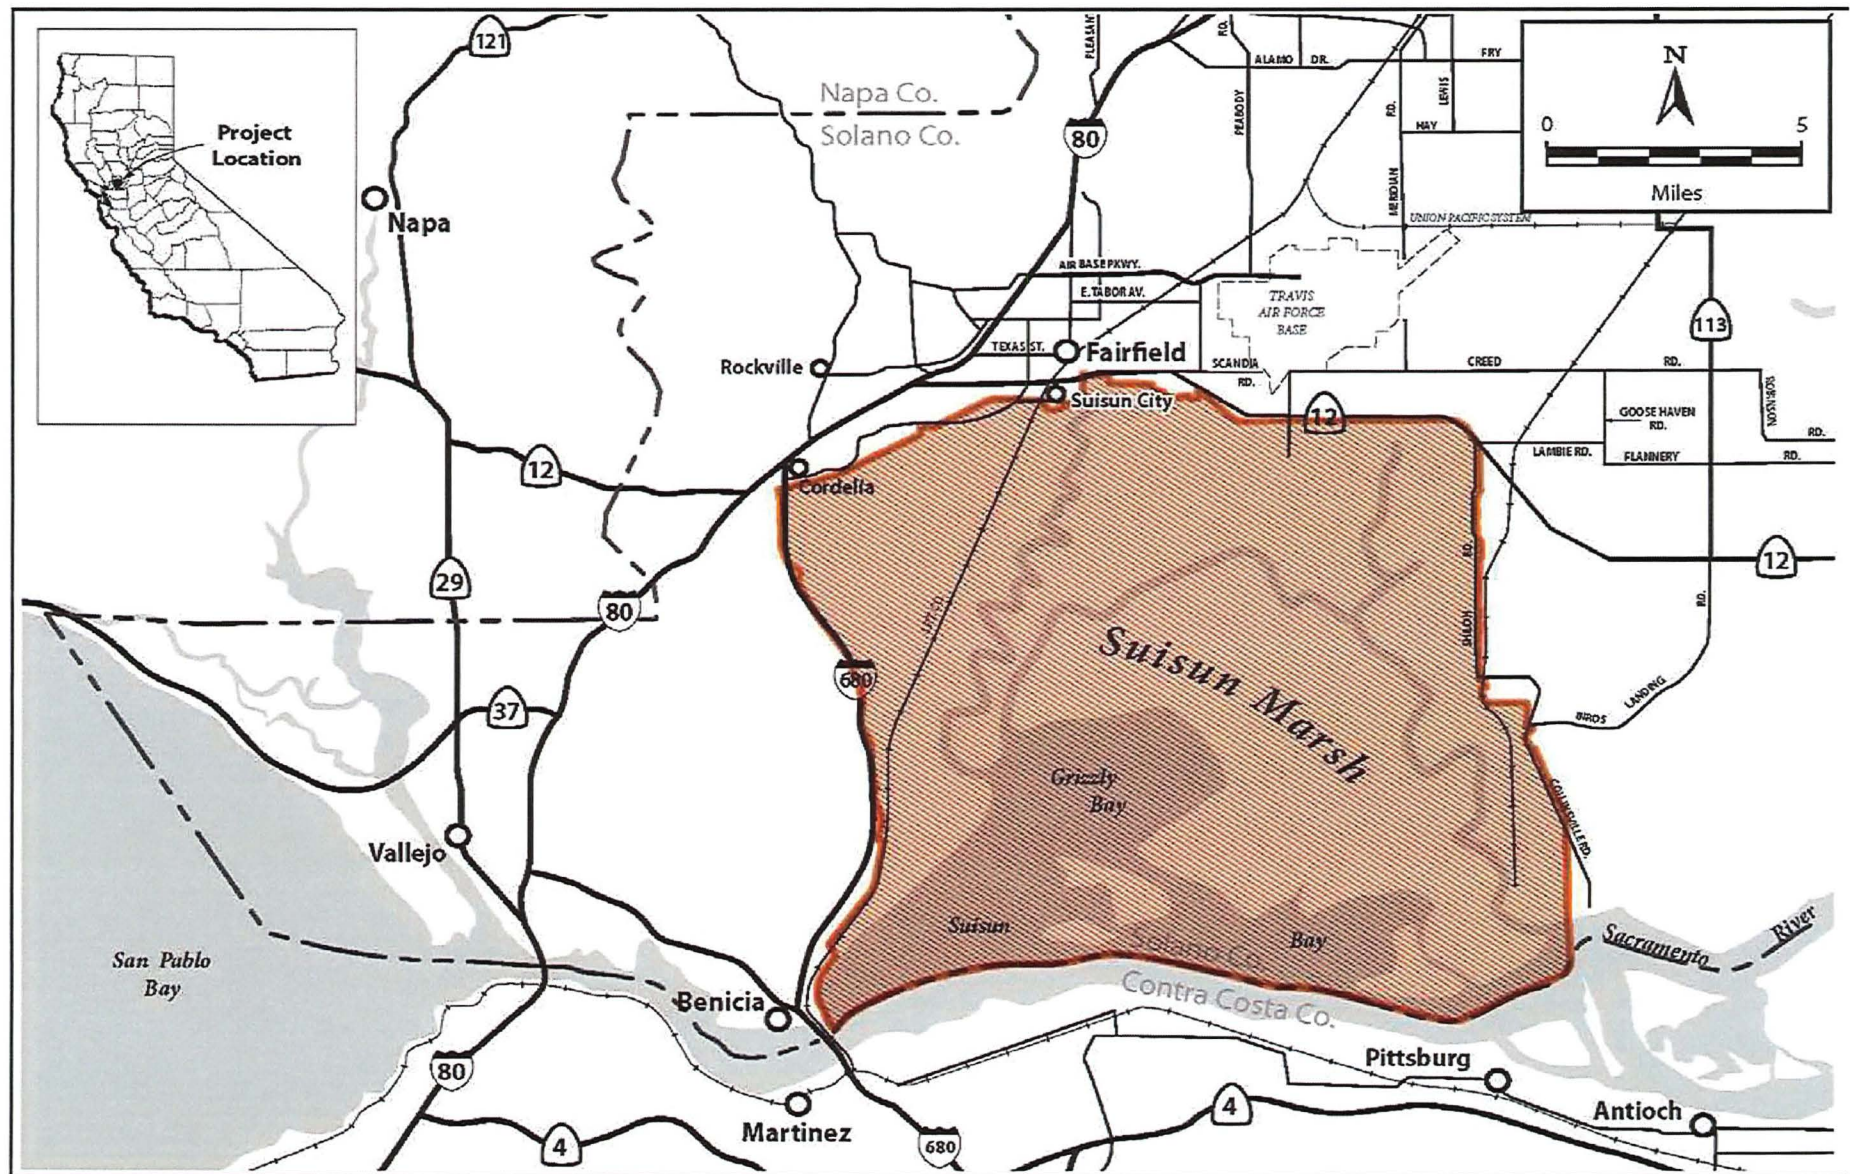 121
PLEASANT
RD.
ALAMO DR.
FRY
N
0 5
Miles
Napa Co.
Solano Co.
Project
Location
80
PEABODY
RD.
LEWIS
HAY
MERIDIAN
Napa
UNION PACIFIC SYSTEM
AIR BASE PKWY.
E. TABOR AV.
TRAVIS
AIR FORCE
BASE
113
TEXAS ST.
Fairfield
Rockville
SCANDIA
RD.
CREED RD.
Suisun City
12
GOOSE HAVEN
RD.
ROBINSON
RD.
LAMBIE RD.
FLANNERY RD.
12
Cordelia
RD.
12
29
80
SHILOH
RD.
Suisun Marsh
680
37
BIRDS LANDING
Grizzly
Bay
COLLINSVILLE RD.
Vallejo
Suisun Bay
Solano Co.
Sacramento River
San Pablo
Bay
Contra Costa Co.
Benicia
Pittsburg
80
Martinez
4
Antioch
4
680